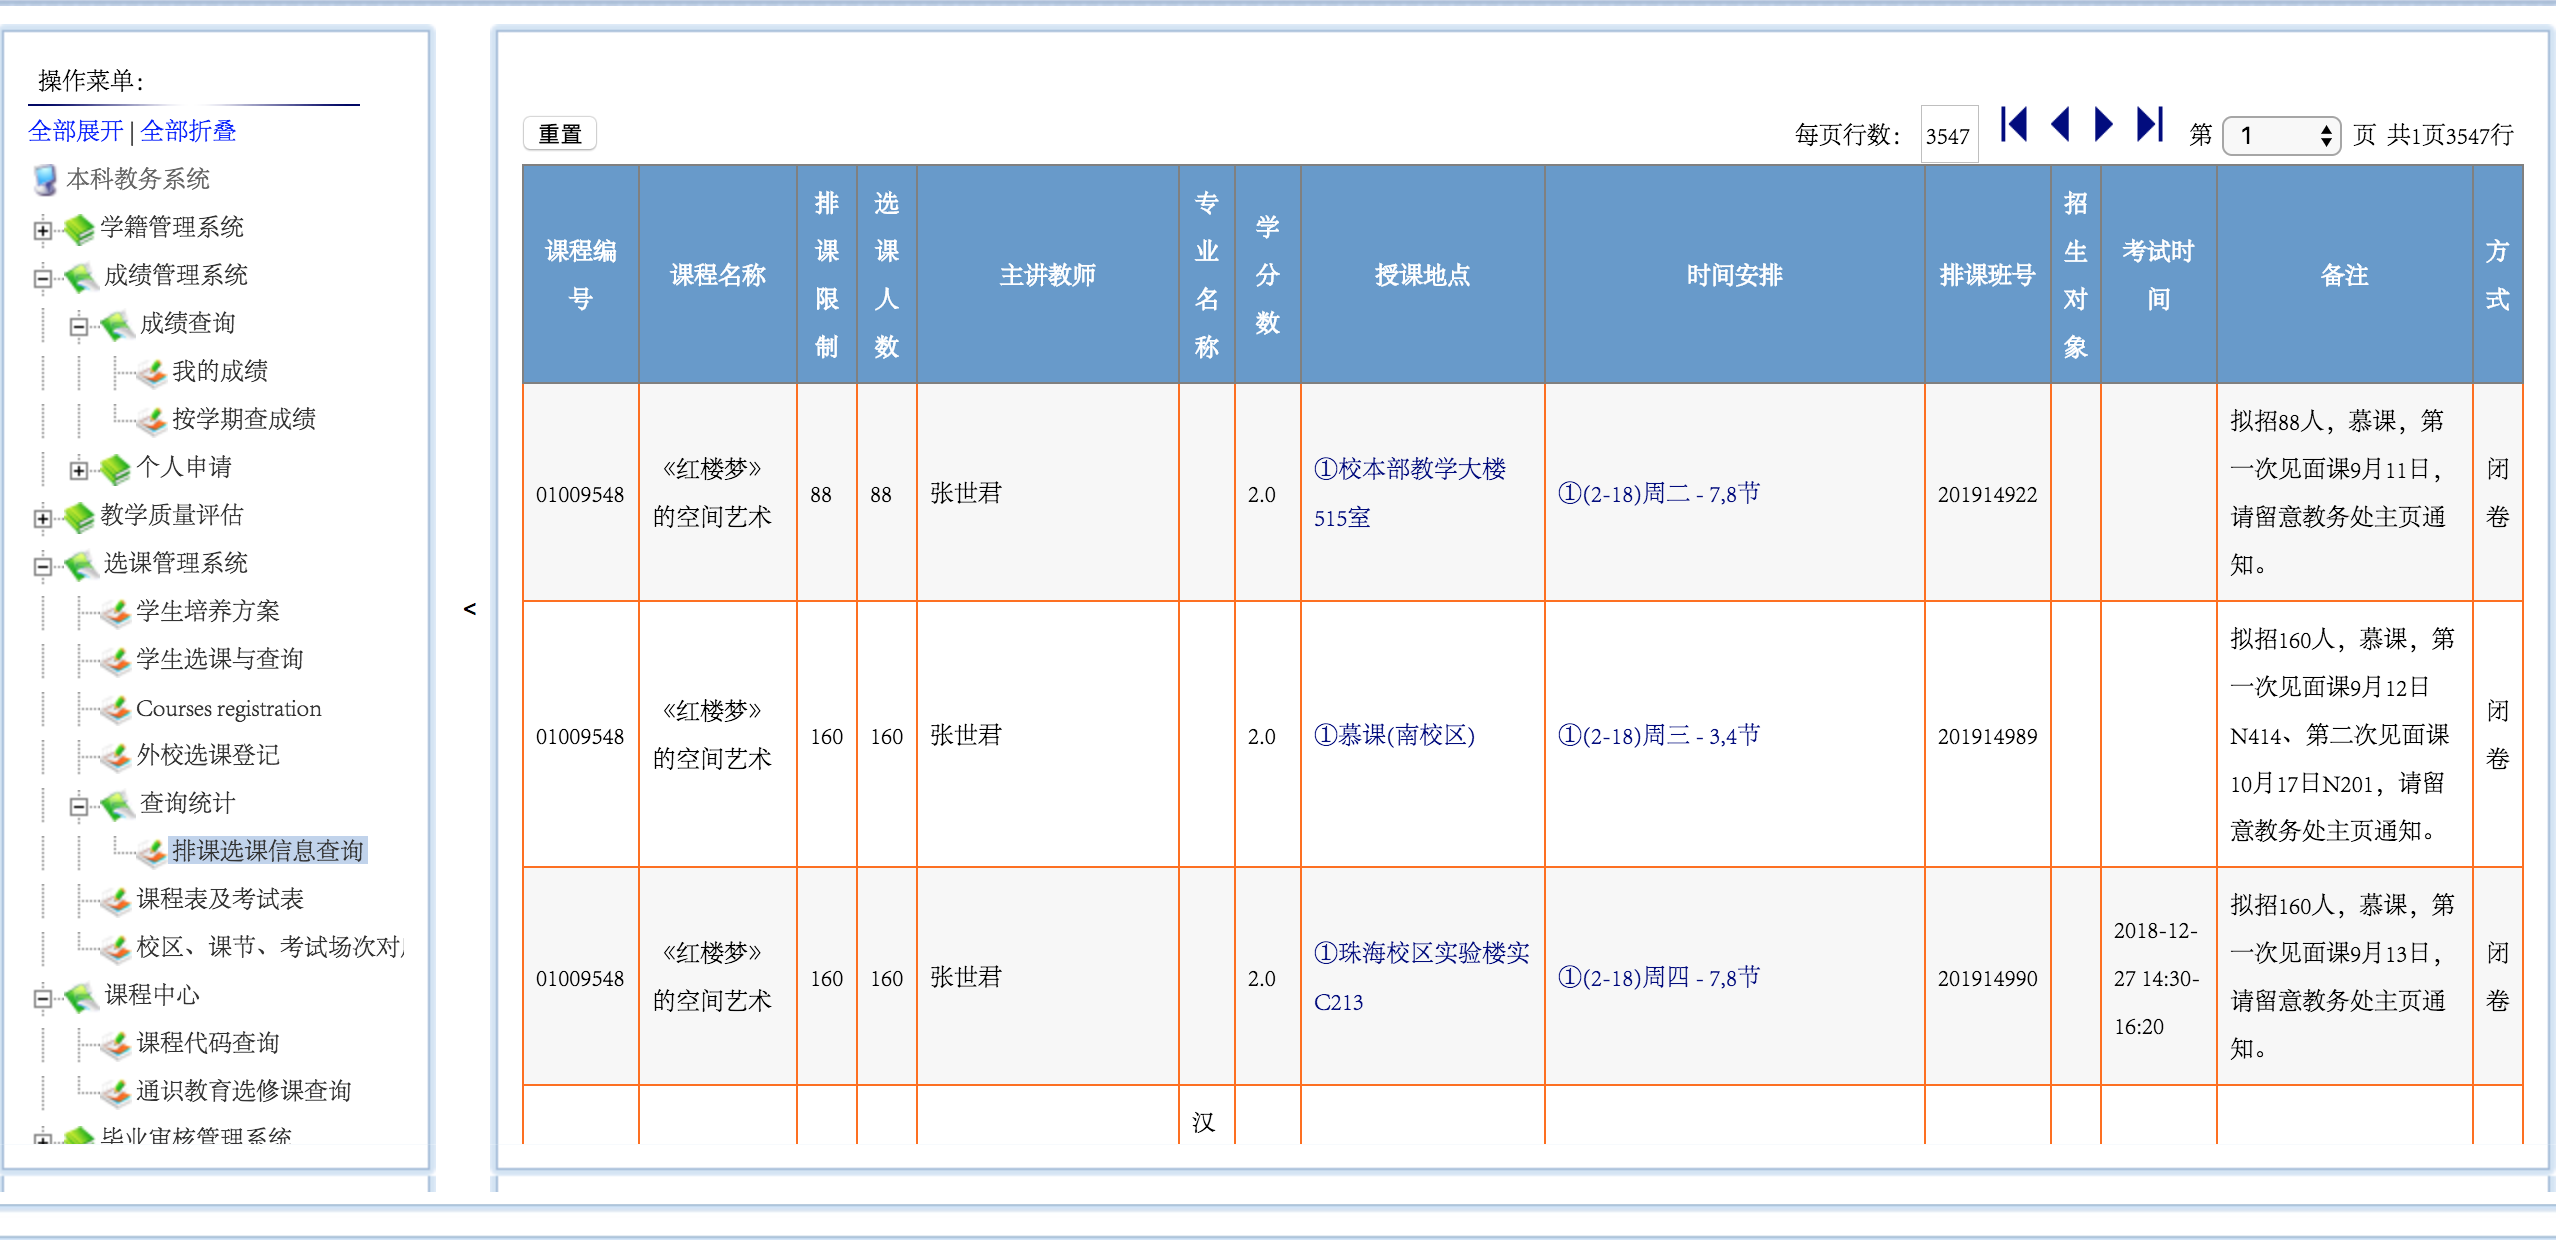 操作菜单：
全部展开 | 全部折叠
本科教务系统
学籍管理系统
成绩管理系统
成绩查询
我的成绩
按学期查成绩
个人申请
教学质量评估
选课管理系统
学生培养方案
学生选课与查询
Courses registration
外校选课登记
查询统计
排课选课信息查询
课程表及考试表
校区、课节、考试场次对
课程中心
课程代码查询
通识教育选修课查询
毕业审核管理系统
<
重置
每页行数： 3547 第 1 页 共1页3547行
课程编
号
课程名称
排
课
限
制
选
课
人
数
主讲教师
专
业
名
称
学
分
数
授课地点
时间安排
排课班号
招
生
对
象
考试时
间
备注
方
式
01009548
《红楼梦》
的空间艺术
88
88
张世君
2.0
①校本部教学大楼
515室
①(2-18)周二 - 7,8节
201914922
拟招88人，慕课，第
一次见面课9月11日，
请留意教务处主页通
知。
闭
卷
01009548
《红楼梦》
的空间艺术
160
160
张世君
2.0
①慕课(南校区)
①(2-18)周三 - 3,4节
201914989
拟招160人，慕课，第
一次见面课9月12日
N414、第二次见面课
10月17日N201，请留
意教务处主页通知。
闭
卷
01009548
《红楼梦》
的空间艺术
160
160
张世君
2.0
①珠海校区实验楼实
C213
①(2-18)周四 - 7,8节
201914990
2018-12-
27 14:30-
16:20
拟招160人，慕课，第
一次见面课9月13日，
请留意教务处主页通
知。
闭
卷
汉